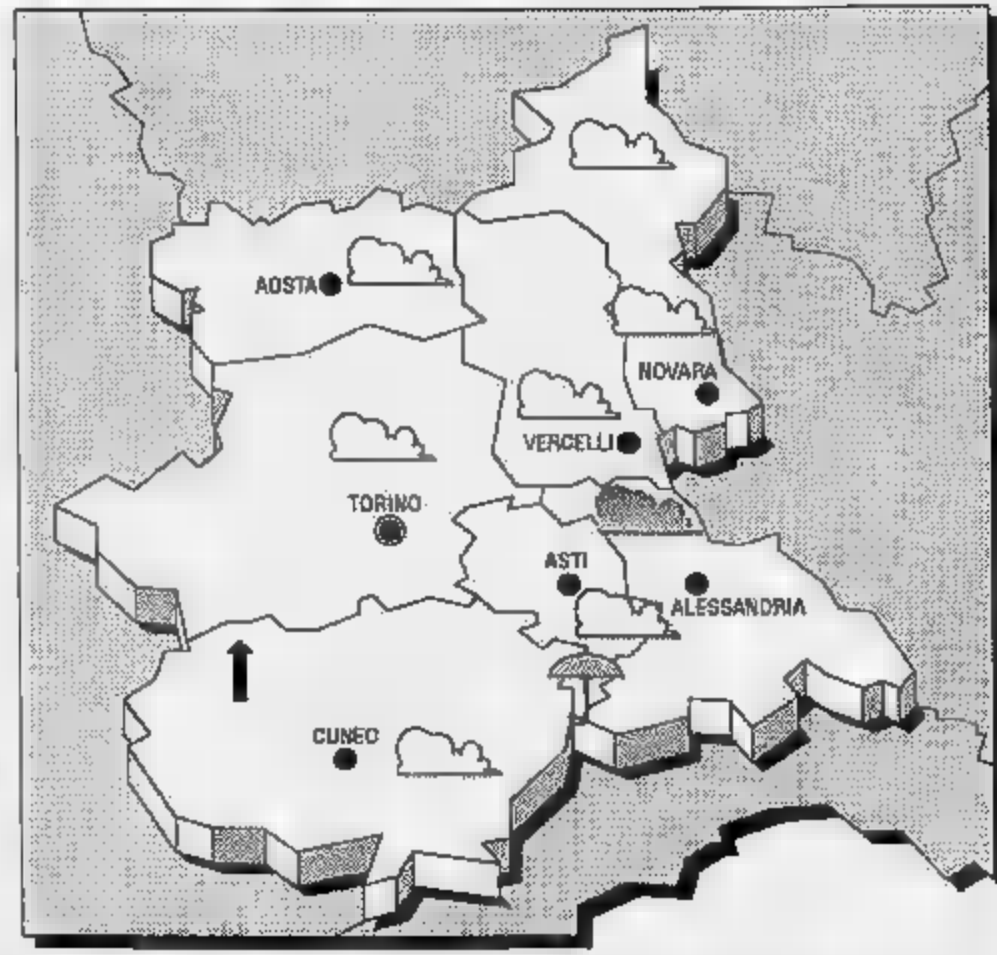 AOSTA
NOVARA
VERCELLI
TORINO
ASTI
ALESSANDRIA
CUNEO